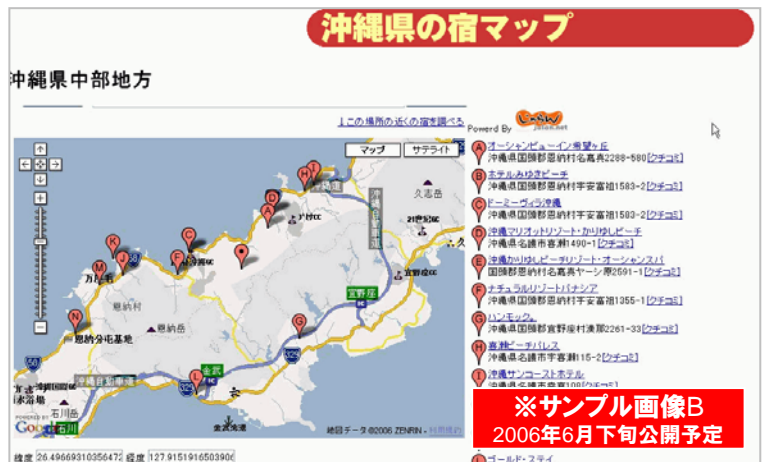 沖縄県の宿マップ
沖縄県中部地方
↓この場所の近くの宿を調べる
Powerd By じゃらん
jalan.net
マップ
サテライト
A オーシャンビューイン希望ヶ丘
沖縄県国頭郡恩納村名嘉真2288-580[クチコミ]
B ホテルみゆきビーチ
沖縄県国頭郡恩納村字安富祖1583-2[クチコミ]
C ドーミーヴィラ沖縄
沖縄県国頭郡恩納村字安富祖1583-2[クチコミ]
D 沖縄マリオットリゾート・かりゆしビーチ
沖縄県名護市喜瀬1490-1[クチコミ]
E 沖縄かりゆしビーチリゾート・オーシャンスパ
国頭郡恩納村名嘉真ヤーシ原2591-1[クチコミ]
F ナチュラルリゾートパナシア
沖縄県国頭郡恩納村字安富祖1355-1[クチコミ]
G ハンモック。
沖縄県国頭郡宜野座村漢那2261-33[クチコミ]
H 喜瀬ビーチパレス
沖縄県名護市字喜瀬115-2[クチコミ]
I 沖縄サンコーストホテル
※サンプル画像B
2006年6月下旬公開予定
ゴールド・ステイ
H
I
沖縄自動車道
久志岳
D
A
C
K
J
58
F
M
恩納村
恩納岳
N
恩納分屯基地
宜野座
宜野座CC
G
329
金武
L
329
58
沖縄自動車道
石川岳
石川
POWERED BY
Google
地図データ ©2006 ZENRIN - 利用規約
緯度 26.49669310356472 経度 127.9151916503906